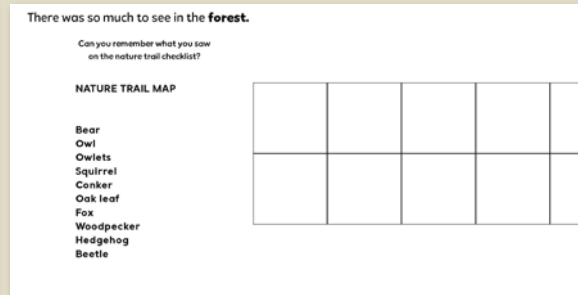 There was so much to see in the forest.
Can you remember what you saw
on the nature trail checklist?
NATURE TRAIL MAP
Bear
Owl
Owlets
Squirrel
Conker
Oak leaf
Fox
Woodpecker
Hedgehog
Beetle